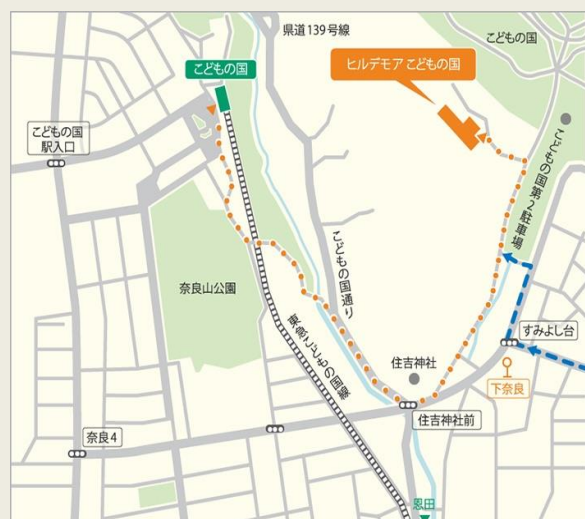 県道139号線
こどもの国
こどもの国
ヒルデモア こどもの国
こどもの国
駅入口
こどもの国第2駐車場
こどもの国通り
奈良山公園
東急こどもの国線
すみよし台
住吉神社
下奈良
住吉神社前
奈良4
恩田